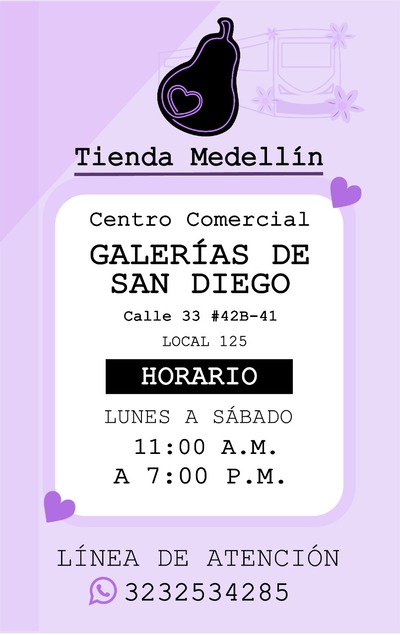 Tienda Medellín
Centro Comercial
GALERÍAS DE
SAN DIEGO
Calle 33 #42B-41
LOCAL 125
HORARIO
LUNES A SÁBADO
11:00 A.M.
A 7:00 P.M.
LÍNEA DE ATENCIÓN
3232534285